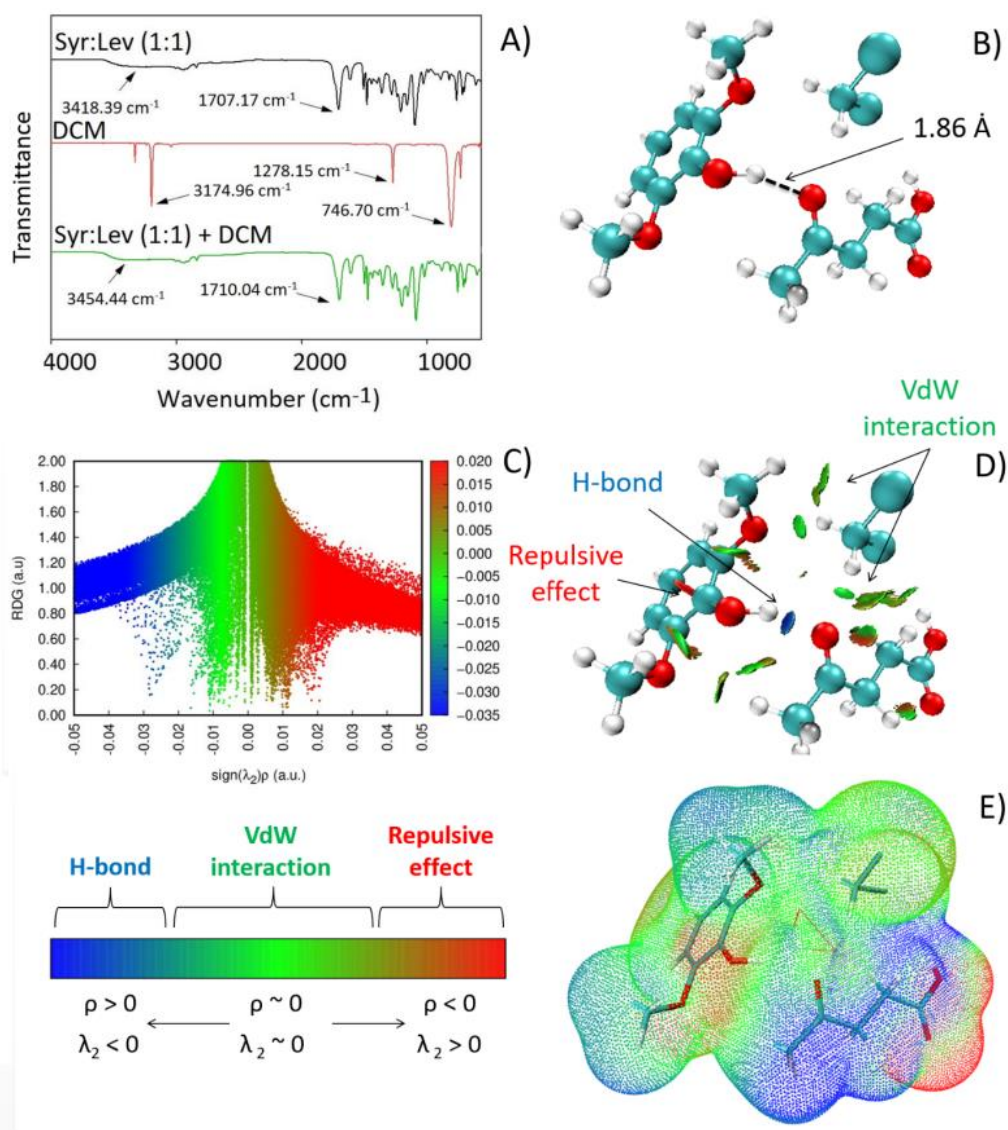 A)
Syr:Lev (1:1)
3418.39 cm⁻¹
1707.17 cm⁻¹
DCM
1278.15 cm⁻¹
3174.96 cm⁻¹
746.70 cm⁻¹
Syr:Lev (1:1) + DCM
3454.44 cm⁻¹
1710.04 cm⁻¹
Transmittance
4000 3000 2000 1000
Wavenumber (cm⁻¹)
B)
1.86 Å
C)
2.00
1.80
1.60
1.40
1.20
1.00
0.80
0.60
0.40
0.20
0.00
RDG (a.u)
-0.05 -0.04 -0.03 -0.02 -0.01 0.00 0.01 0.02 0.03 0.04 0.05
sign(λ₂)ρ (a.u.)
0.020
0.015
0.010
0.005
0.000
−0.005
−0.010
−0.015
−0.020
−0.025
−0.030
−0.035
VdW
interaction
D)
H-bond
Repulsive
effect
H-bond
VdW
interaction
Repulsive
effect
ρ > 0 ρ ~ 0 ρ < 0
λ₂ < 0 λ₂ ~ 0 λ₂ > 0
E)